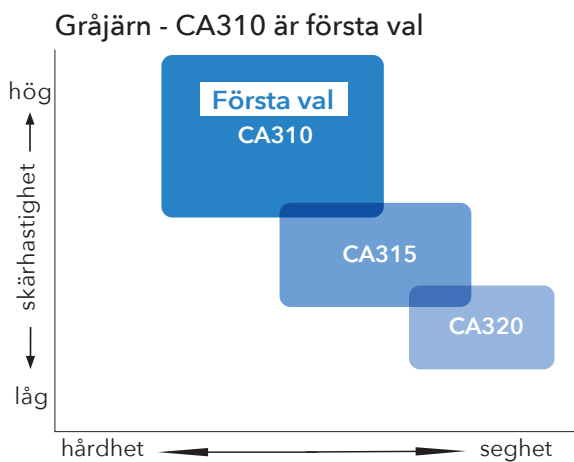 Gråjärn - CA310 är första val
hög
skärhastighet
låg
Första val
CA310
CA315
CA320
hårdhet
seghet